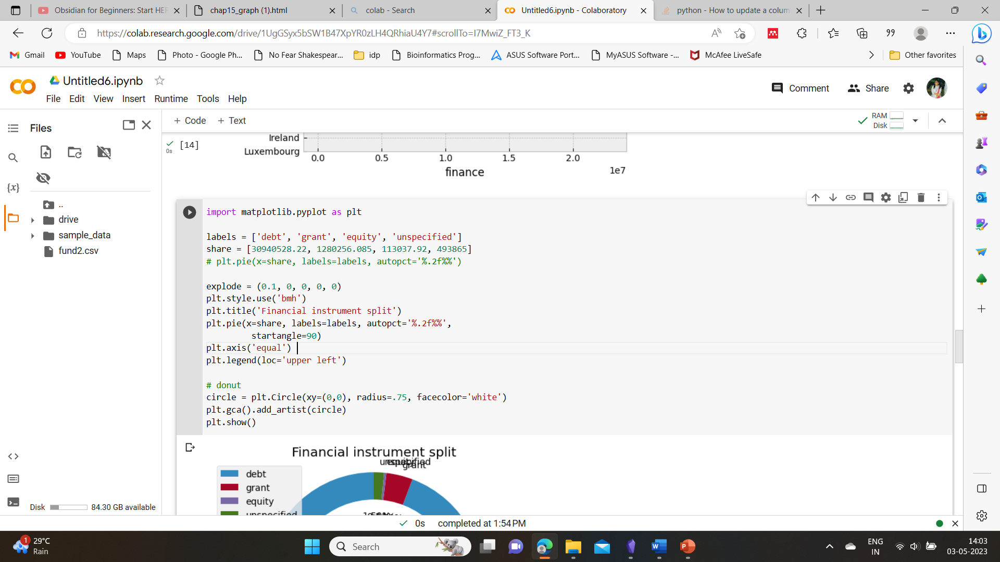 Obsidian for Beginners: Start HER
chap15_graph (1).html
colab - Search
Untitled6.ipynb - Colaboratory
python - How to update a colum
https://colab.research.google.com/drive/1UgGSyx5bSW1B47XpYR0zLH4QRhiaU4Y7#scrollTo=I7MwiZ_FT3_K
Gmail
YouTube
Maps
Photo - Google Ph...
No Fear Shakespear...
idp
Bioinformatics Prog...
ASUS Software Port...
MyASUS Software -...
McAfee LiveSafe
Other favorites
Untitled6.ipynb
Comment
Share
File Edit View Insert Runtime Tools Help
Files
+ Code + Text
RAM
Disk
{x}
..
drive
sample_data
fund2.csv
Disk 84.30 GB available
0s
[14]
Ireland
Luxembourg
0.0 0.5 1.0 1.5 2.0
finance 1e7
import matplotlib.pyplot as plt
labels = ['debt', 'grant', 'equity', 'unspecified']
share = [30940528.22, 1280256.085, 113037.92, 493865]
# plt.pie(x=share, labels=labels, autopct='%.2f%%')
explode = (0.1, 0, 0, 0, 0)
plt.style.use('bmh')
plt.title('Financial instrument split')
plt.pie(x=share, labels=labels, autopct='%.2f%%',
startangle=90)
plt.axis('equal')
plt.legend(loc='upper left')
# donut
circle = plt.Circle(xy=(0,0), radius=.75, facecolor='white')
plt.gca().add_artist(circle)
plt.show()
Financial instrument split
unspecified
equity
grant
debt
grant
equity
unspecified
0s completed at 1:54 PM
1
29°C
Rain
Search
ENG
IN
14:03
03-05-2023